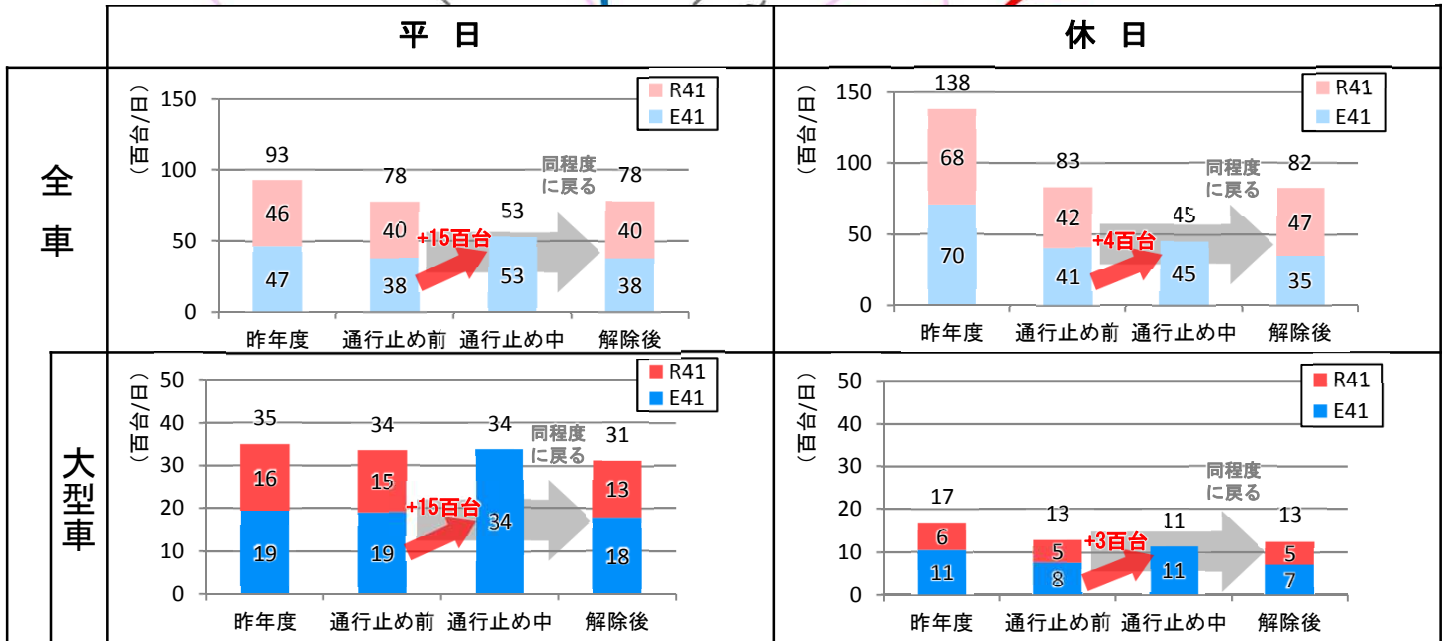 平 日
休 日
全
車
(百台/日)
150
100
50
0
R41
E41
93
46
47
78
40
38
+15百台
53
53
同程度
に戻る
78
40
38
昨年度
通行止め前
通行止め中
解除後
(百台/日)
150
100
50
0
R41
E41
138
68
70
83
42
41
+4百台
45
45
同程度
に戻る
82
47
35
昨年度
通行止め前
通行止め中
解除後
大
型
車
(百台/日)
50
40
30
20
10
0
R41
E41
35
16
19
34
15
19
+15百台
34
34
同程度
に戻る
31
13
18
昨年度
通行止め前
通行止め中
解除後
(百台/日)
50
40
30
20
10
0
R41
E41
17
6
11
13
5
8
+3百台
11
11
同程度
に戻る
13
5
7
昨年度
通行止め前
通行止め中
解除後